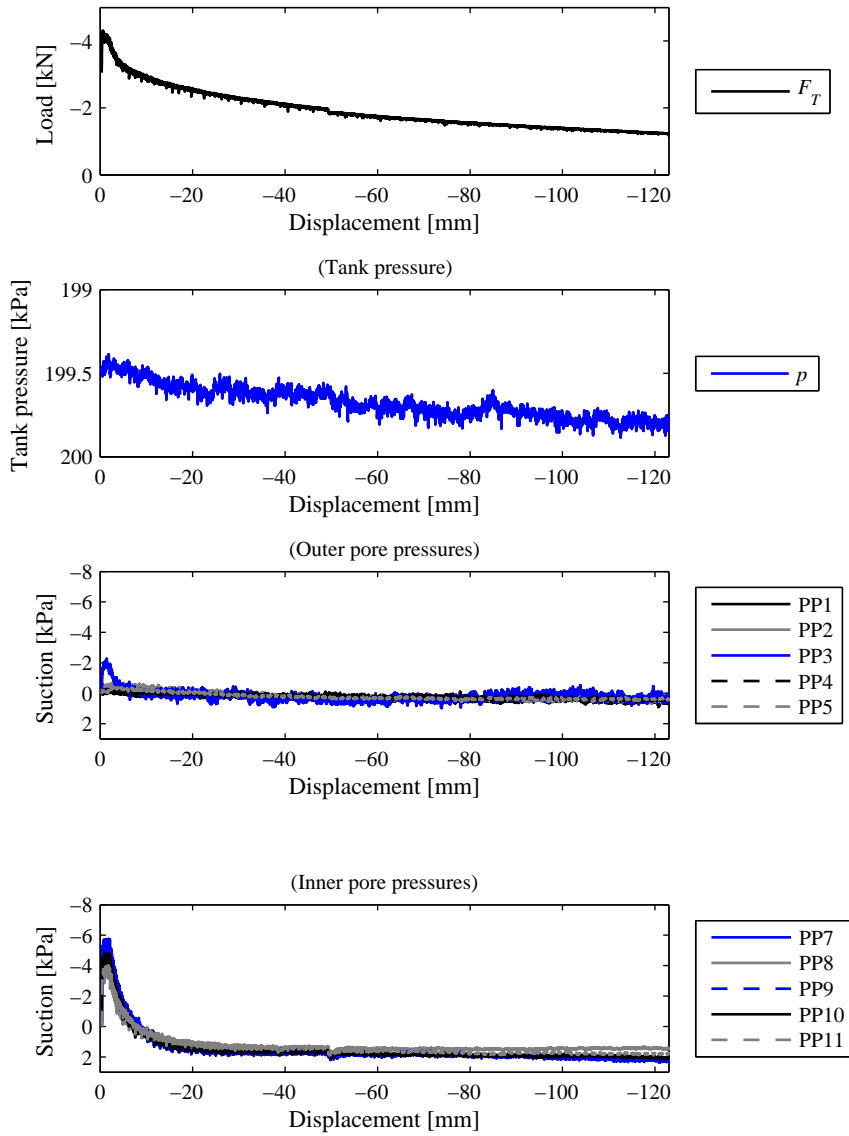 −4
−2
0
Load [kN]
0 −20 −40 −60 −80 −100 −120
Displacement [mm]
F_T
(Tank pressure)
199
199.5
200
Tank pressure [kPa]
0 −20 −40 −60 −80 −100 −120
Displacement [mm]
p
(Outer pore pressures)
−8
−6
−4
−2
0
2
Suction [kPa]
0 −20 −40 −60 −80 −100 −120
Displacement [mm]
PP1
PP2
PP3
PP4
PP5
(Inner pore pressures)
−8
−6
−4
−2
0
2
Suction [kPa]
0 −20 −40 −60 −80 −100 −120
Displacement [mm]
PP7
PP8
PP9
PP10
PP11